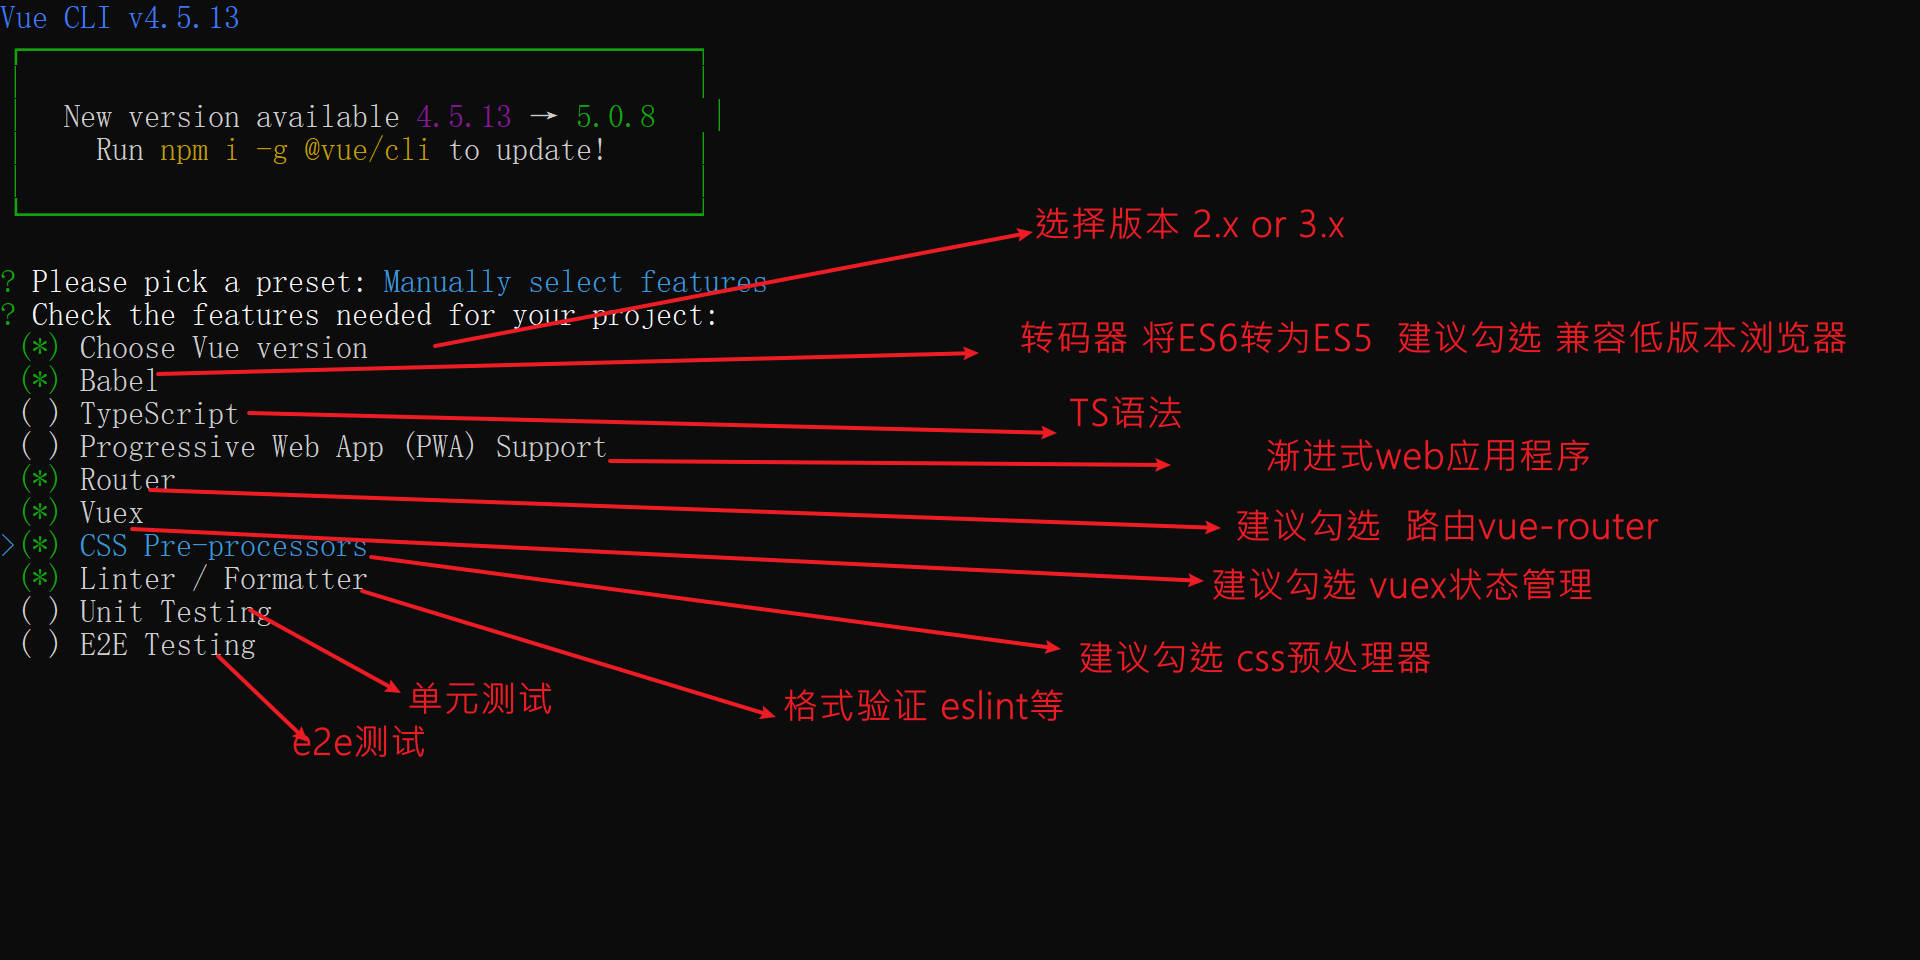 Vue CLI v4.5.13
New version available 4.5.13 → 5.0.8
Run npm i -g @vue/cli to update!
选择版本 2.x or 3.x
? Please pick a preset: Manually select features
? Check the features needed for your project:
(*) Choose Vue version
转码器 将ES6转为ES5 建议勾选 兼容低版本浏览器
(*) Babel
( ) TypeScript
TS语法
( ) Progressive Web App (PWA) Support
渐进式web应用程序
(*) Router
(*) Vuex
建议勾选 路由vue-router
>(*) CSS Pre-processors
(*) Linter / Formatter
建议勾选 vuex状态管理
( ) Unit Testing
( ) E2E Testing
建议勾选 css预处理器
单元测试
格式验证 eslint等
e2e测试